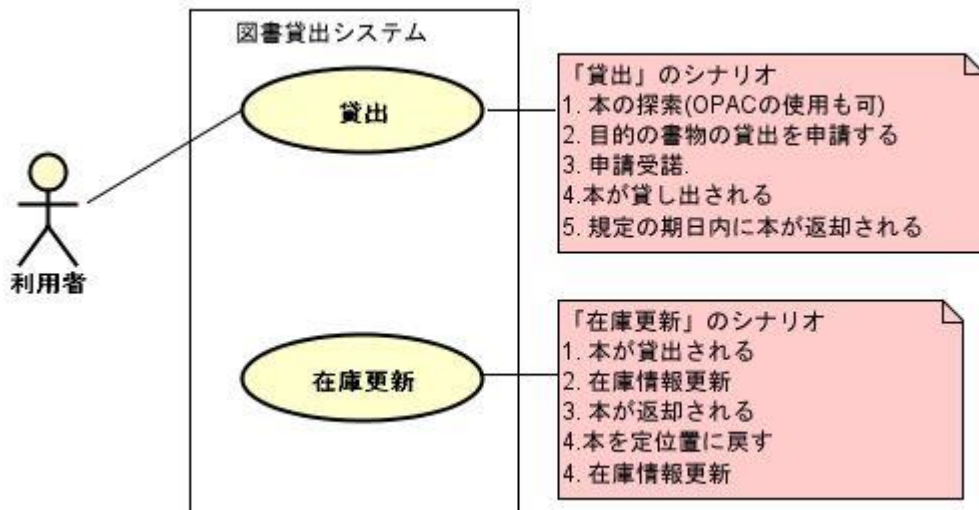 図書貸出システム
貸出
利用者
在庫更新
「貸出」のシナリオ
1. 本の探索(OPACの使用も可)
2. 目的の書物の貸出を申請する
3. 申請受諾.
4.本が貸し出される
5. 規定の期日内に本が返却される
「在庫更新」のシナリオ
1. 本が貸出される
2. 在庫情報更新
3. 本が返却される
4.本を定位置に戻す
4. 在庫情報更新